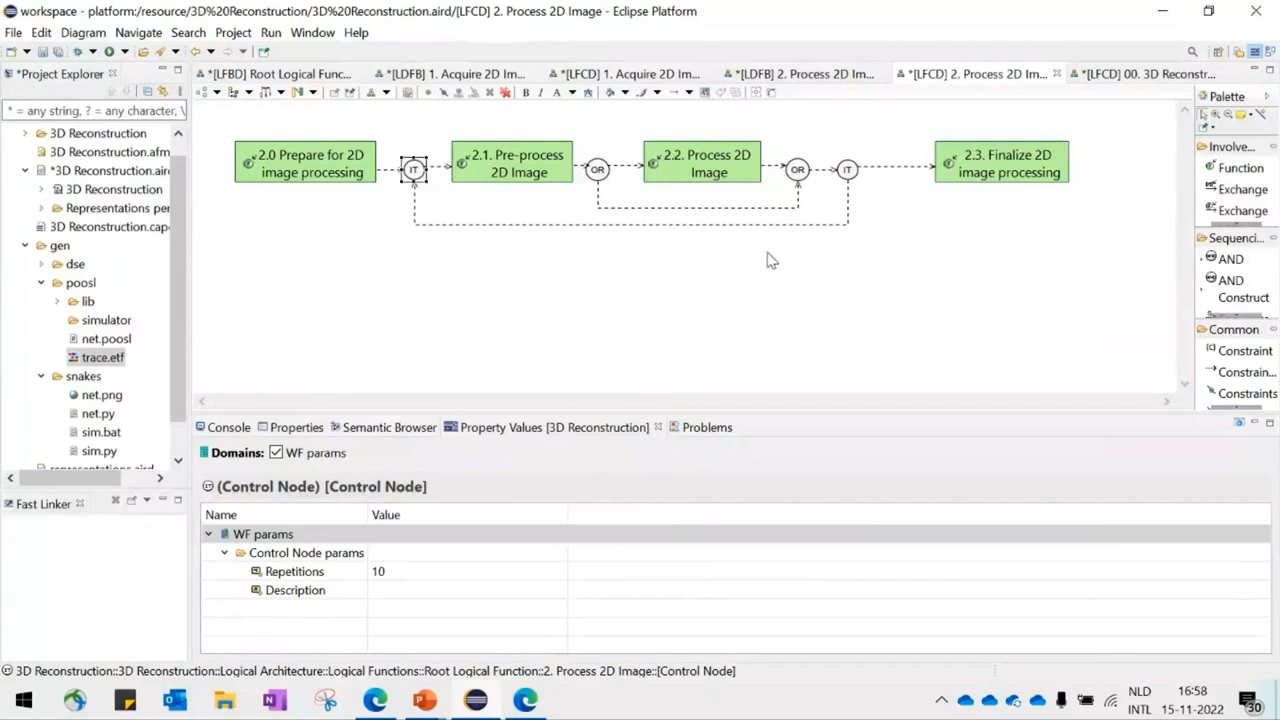 workspace - platform:/resource/3D%20Reconstruction/3D%20Reconstruction.aird/[LFCD] 2. Process 2D Image - Eclipse Platform
File Edit Diagram Navigate Search Project Run Window Help
*Project Explorer
*[LFBD] Root Logical Func...
*[LDFB] 1. Acquire 2D Im...
*[LFCD] 1. Acquire 2D Im...
*[LDFB] 2. Process 2D Im...
*[LFCD] 2. Process 2D Im...
*[LFCD] 00. 3D Reconstr...
* = any string, ? = any character, \
3D Reconstruction
3D Reconstruction.afm
*3D Reconstruction.aird
3D Reconstruction
Representations per
3D Reconstruction.cape
gen
dse
poosl
lib
simulator
net.poosl
trace.etf
snakes
net.png
net.py
sim.bat
sim.py
representations.aird
Fast Linker
2.0 Prepare for 2D
image processing
IT
2.1. Pre-process
2D Image
OR
2.2. Process 2D
Image
OR
IT
2.3. Finalize 2D
image processing
Palette
Involve...
Function
Exchange
Exchange
Sequenci...
AND
AND
Construct
Common
Constraint
Constrain...
Constraints
Console Properties Semantic Browser Property Values [3D Reconstruction] Problems
Domains: WF params
(Control Node) [Control Node]
Name Value
WF params
Control Node params
Repetitions 10
Description
3D Reconstruction::3D Reconstruction::Logical Architecture::Logical Functions::Root Logical Function::2. Process 2D Image::[Control Node]
NLD
INTL
16:58
15-11-2022
30